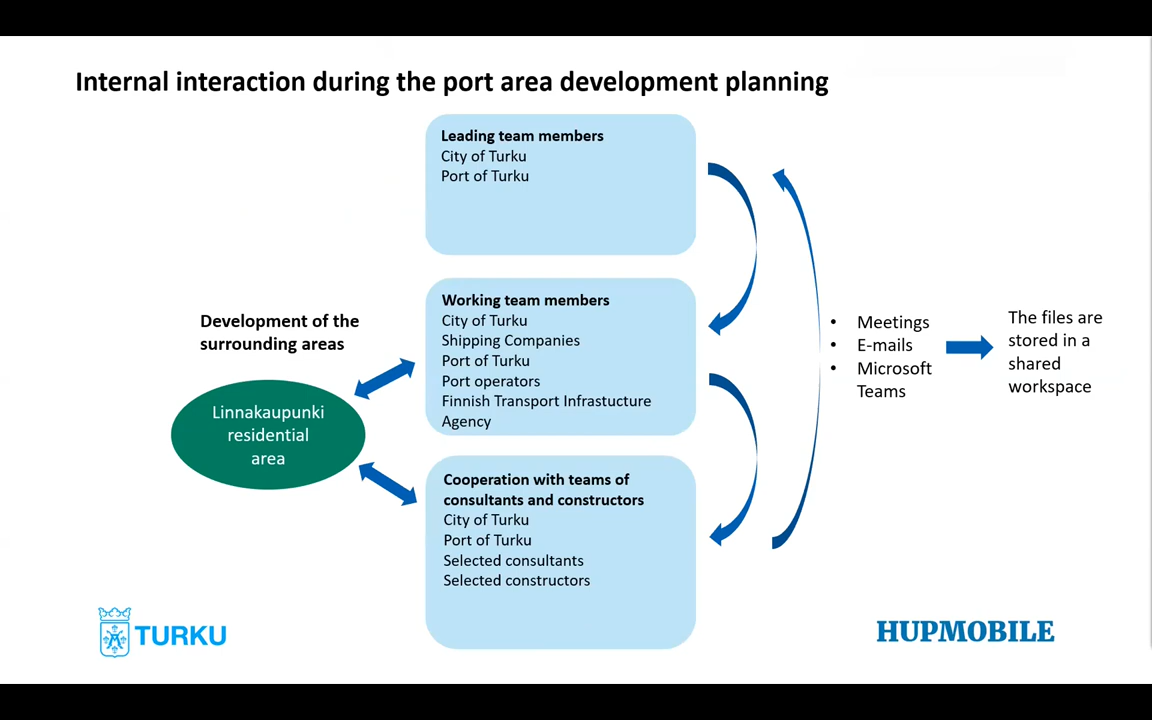 Internal interaction during the port area development planning
Leading team members
City of Turku
Port of Turku
Working team members
City of Turku
Shipping Companies
Port of Turku
Port operators
Finnish Transport Infrastucture
Agency
Cooperation with teams of
consultants and constructors
City of Turku
Port of Turku
Selected consultants
Selected constructors
Development of the
surrounding areas
Linnakaupunki
residential
area
• Meetings
• E-mails
• Microsoft
Teams
The files are
stored in a
shared
workspace
TURKU
HUPMOBILE